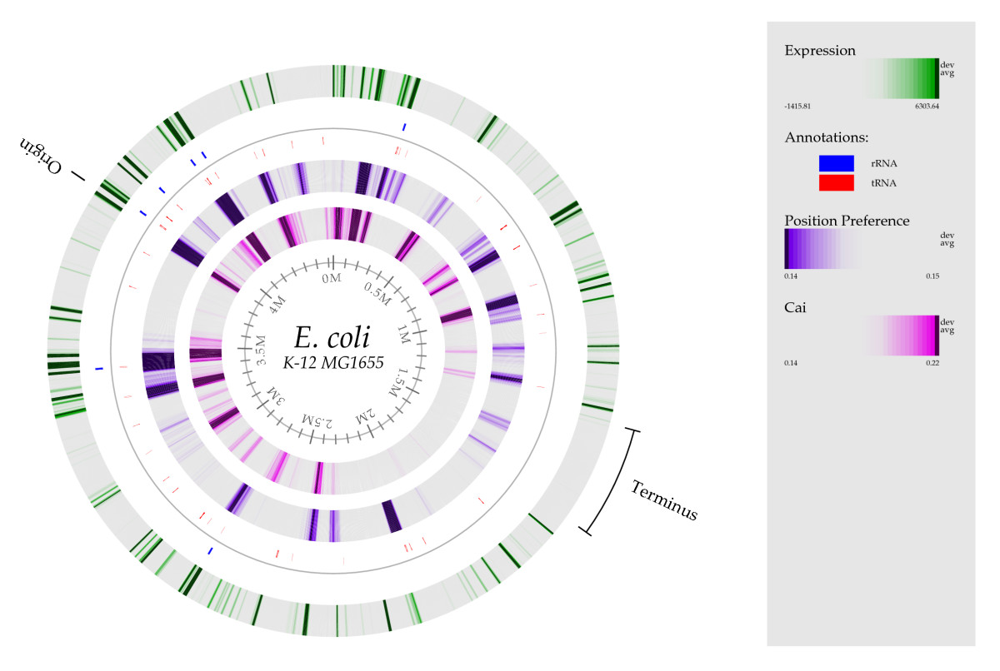 Origin
0M
0.5M
1M
1.5M
2M
2.5M
3M
3.5M
4M
E. coli
K-12 MG1655
Terminus
Expression
dev
avg
-1415.81 6303.64
Annotations:
rRNA
tRNA
Position Preference
dev
avg
0.14 0.15
Cai
dev
avg
0.14 0.22